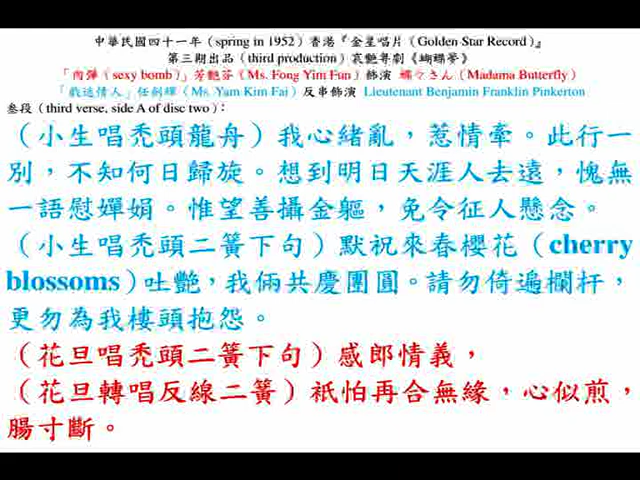 中華民國四十一年（spring in 1952）香港『金星唱片（Golden Star Record）』
第三期出品（third production）哀艷粵劇《蝴蝶夢》
「肉彈（sexy bomb）」芳艷芬（Ms. Fong Yim Fun）飾演 蝶々さん（Madama Butterfly）
「戲迷情人」任劍輝（Ms. Yam Kim Fai）反串飾演 Lieutenant Benjamin Franklin Pinkerton
叁段（third verse, side A of disc two）：
（小生唱禿頭龍舟）我心緒亂，惹情牽。此行一
別，不知何日歸旋。想到明日天涯人去遠，愧無
一語慰嬋娟。惟望善攝金軀，免令征人懸念。
（小生唱禿頭二簧下句）默祝來春櫻花（cherry
blossoms）吐艷，我倆共慶團圓。請勿倚遍欄杆，
更勿為我樓頭抱怨。
（花旦唱禿頭二簧下句）感郎情義，
（花旦轉唱反線二簧）祇怕再合無緣，心似煎，
腸寸斷。